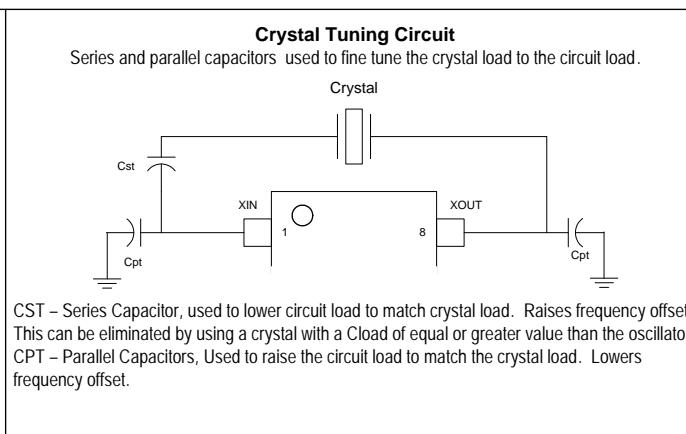 Crystal Tuning Circuit
Series and parallel capacitors used to fine tune the crystal load to the circuit load.
Crystal
Cst
XIN
XOUT
1
8
Cpt
Cpt
CST – Series Capacitor, used to lower circuit load to match crystal load. Raises frequency offset
This can be eliminated by using a crystal with a Cload of equal or greater value than the oscillato
CPT – Parallel Capacitors, Used to raise the circuit load to match the crystal load. Lowers
frequency offset.